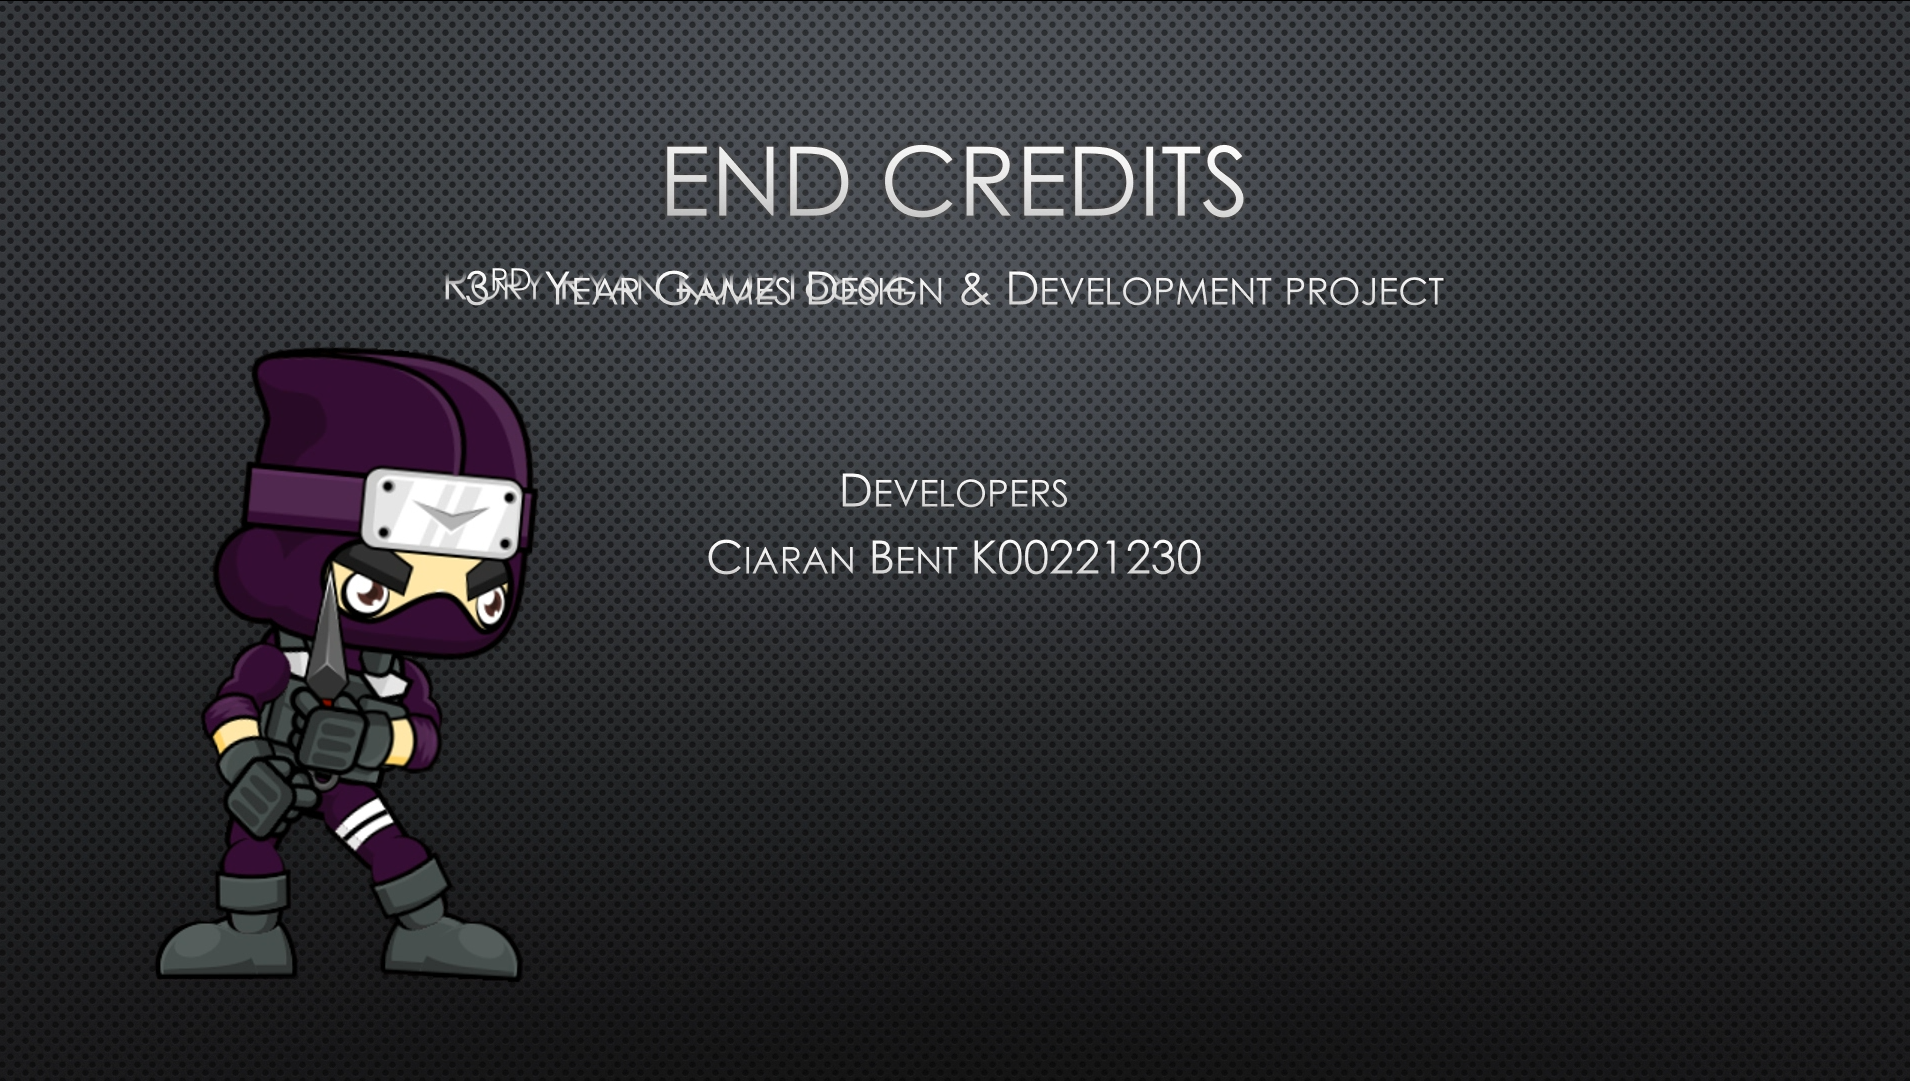 END CREDITS
3RD YEAR GAMES DESIGN & DEVELOPMENT PROJECT
DEVELOPERS
CIARAN BENT K00221230